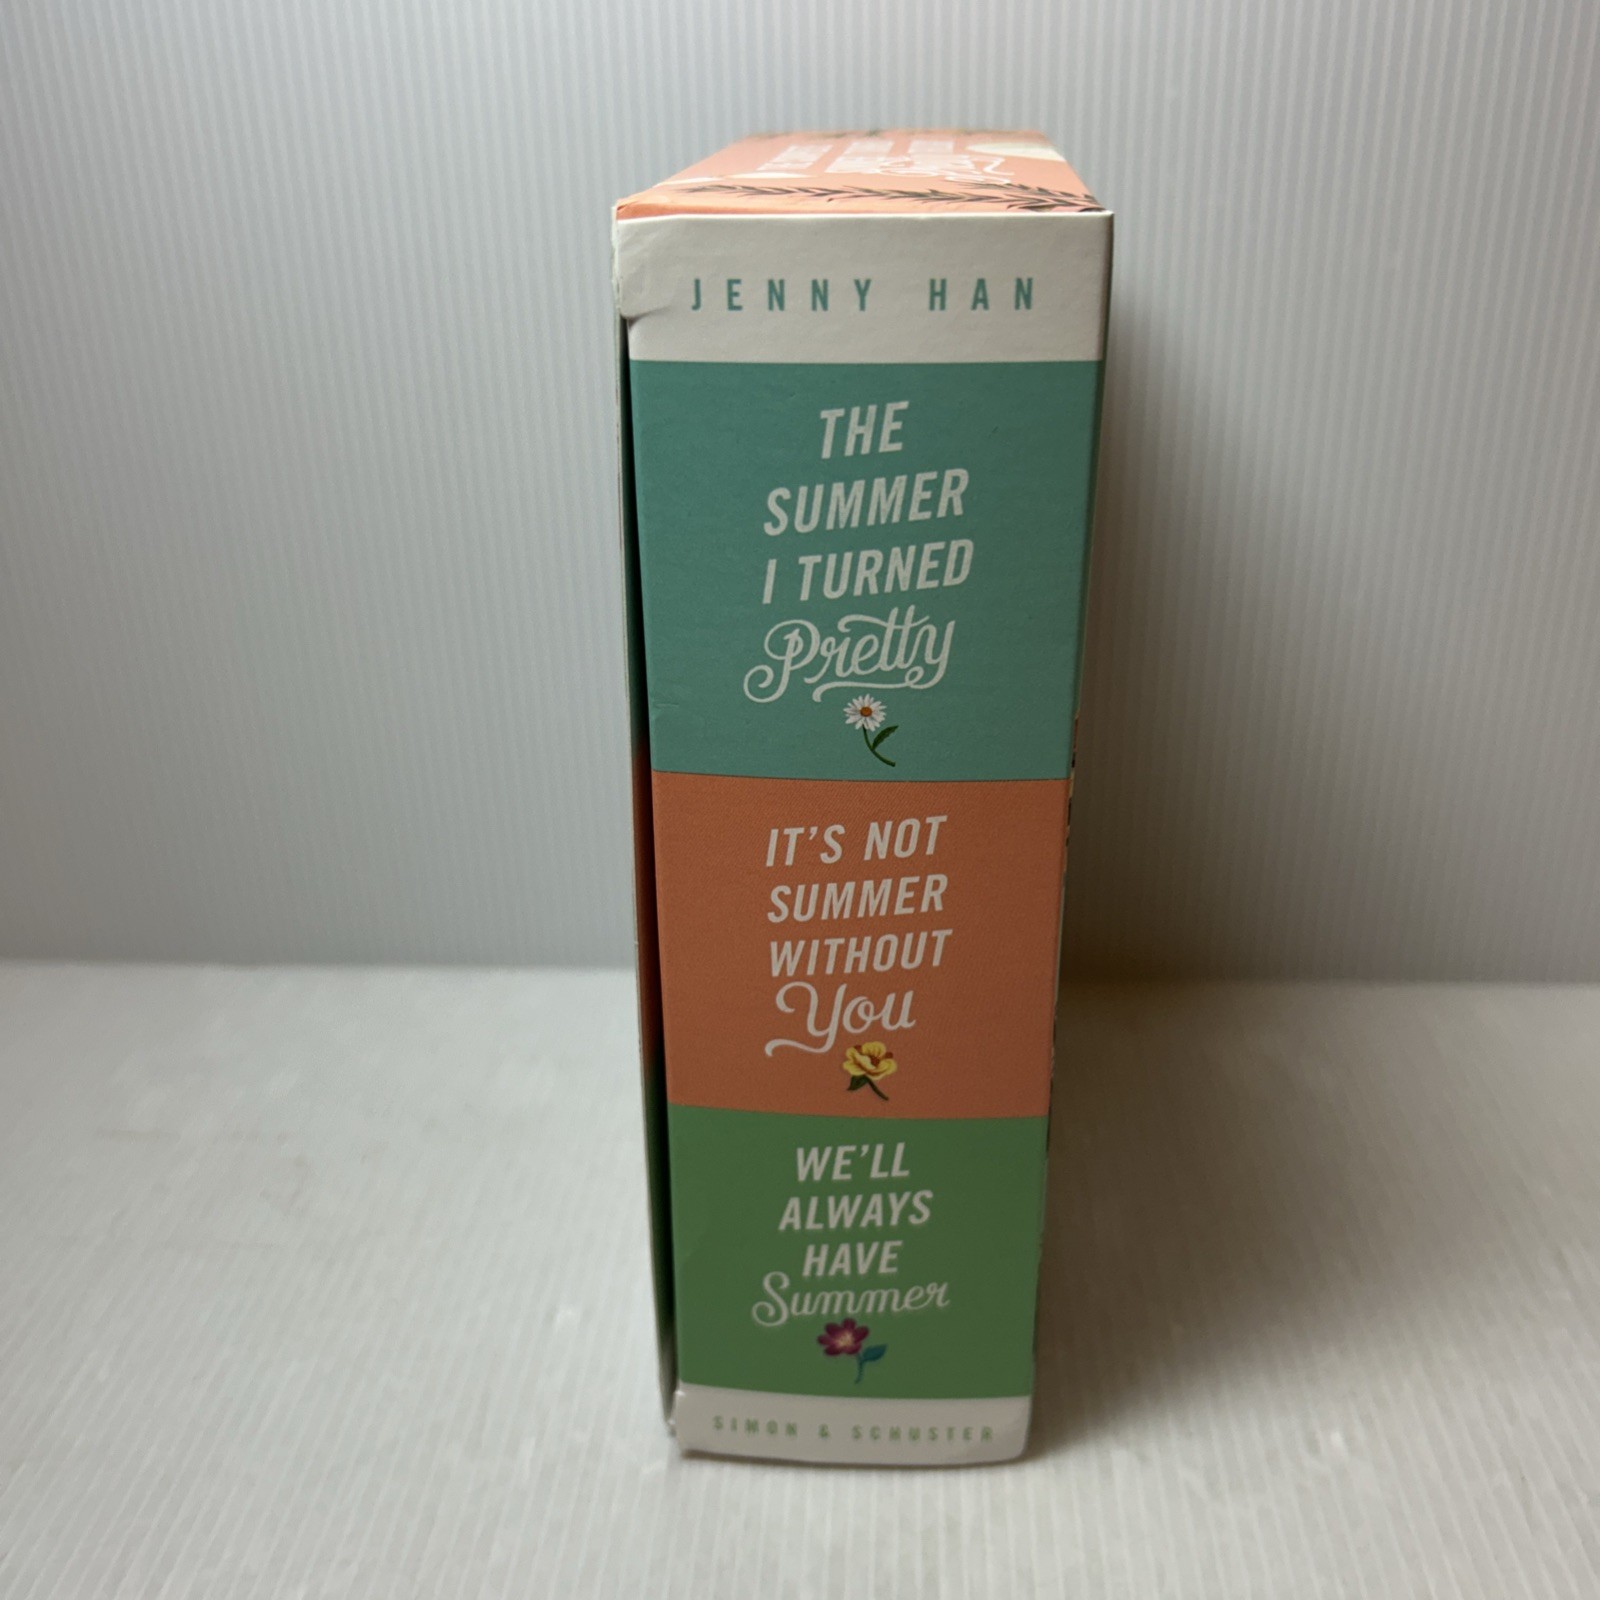 JENNY HAN
THE
SUMMER
I TURNED
Pretty
IT'S NOT
SUMMER
WITHOUT
You
WE'LL
ALWAYS
HAVE
Summer
SIMON & SCHUSTER